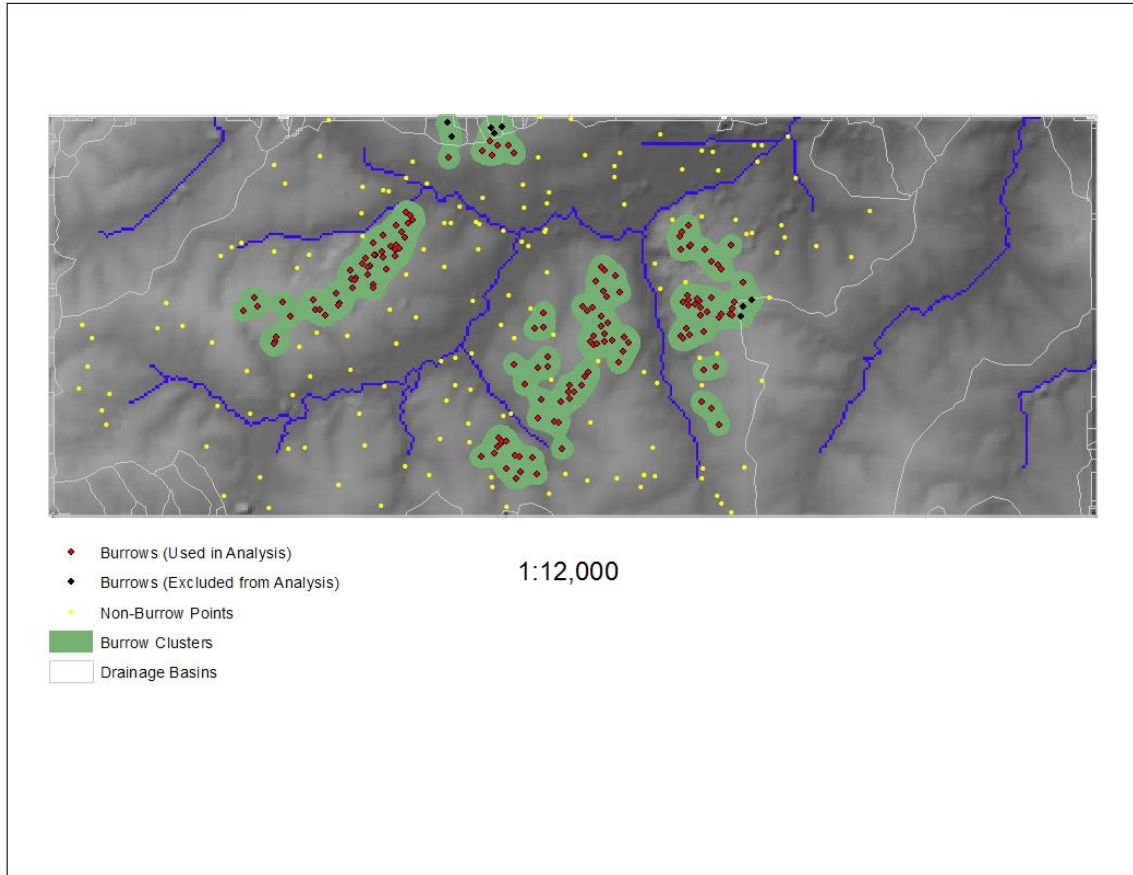 Burrows (Used in Analysis)
Burrows (Excluded from Analysis)
1:12,000
Non-Burrow Points
Burrow Clusters
Drainage Basins